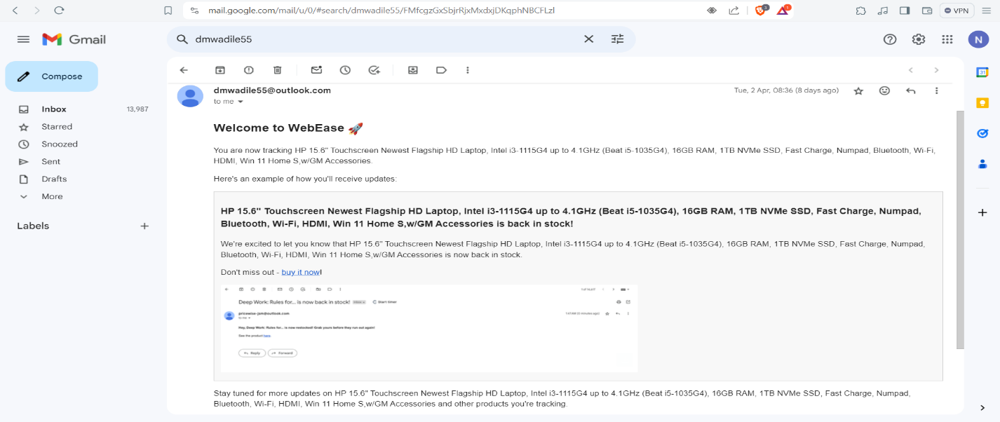 mail.google.com/mail/u/0/#search/dmwadile55/FMfcgzGxSbjrRjxMxdxjDKqphNBCFLzl
3
1
VPN
Gmail
dmwadile55
N
Compose
Inbox 13,987
Starred
Snoozed
Sent
Drafts
More
Labels
31
dmwadile55@outlook.com
Tue, 2 Apr, 08:36 (8 days ago)
to me
Welcome to WebEase 🚀
You are now tracking HP 15.6" Touchscreen Newest Flagship HD Laptop, Intel i3-1115G4 up to 4.1GHz (Beat i5-1035G4), 16GB RAM, 1TB NVMe SSD, Fast Charge, Numpad, Bluetooth, Wi-Fi,
HDMI, Win 11 Home S,w/GM Accessories.
Here's an example of how you'll receive updates:
HP 15.6" Touchscreen Newest Flagship HD Laptop, Intel i3-1115G4 up to 4.1GHz (Beat i5-1035G4), 16GB RAM, 1TB NVMe SSD, Fast Charge, Numpad,
Bluetooth, Wi-Fi, HDMI, Win 11 Home S,w/GM Accessories is back in stock!
We're excited to let you know that HP 15.6" Touchscreen Newest Flagship HD Laptop, Intel i3-1115G4 up to 4.1GHz (Beat i5-1035G4), 16GB RAM, 1TB NVMe SSD, Fast Charge, Numpad,
Bluetooth, Wi-Fi, HDMI, Win 11 Home S,w/GM Accessories is now back in stock.
Don't miss out - buy it now!
Deep Work: Rules for... is now back in stock! Start timer
pricewise-jsm@outlook.com
to me
Hey, Deep Work: Rules for... is now restocked! Grab yours before they run out again!
See the product here.
Reply Forward
Stay tuned for more updates on HP 15.6" Touchscreen Newest Flagship HD Laptop, Intel i3-1115G4 up to 4.1GHz (Beat i5-1035G4), 16GB RAM, 1TB NVMe SSD, Fast Charge, Numpad,
Bluetooth, Wi-Fi, HDMI, Win 11 Home S,w/GM Accessories and other products you're tracking.